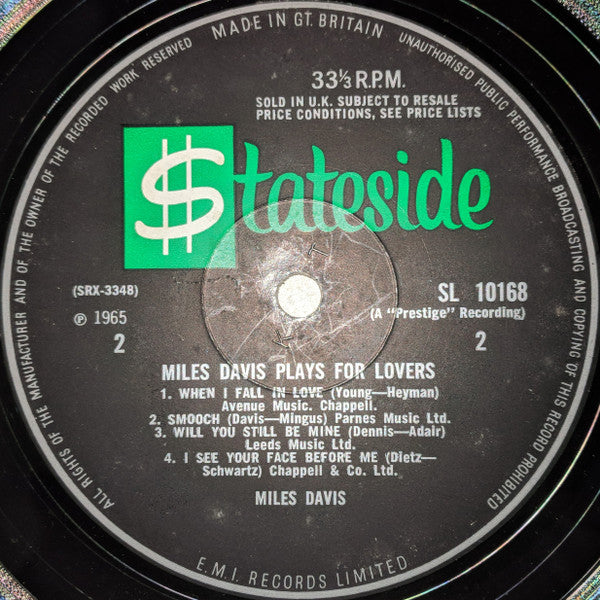 MADE IN GT. BRITAIN
UNAUTHORISED PUBLIC PERFORMANCE BROADCASTING AND COPYING OF THIS RECORD PROHIBITED
ALL RIGHTS OF THE MANUFACTURER AND OF THE OWNER OF THE RECORDED WORK RESERVED
33⅓ R.P.M.
SOLD IN U.K. SUBJECT TO RESALE
PRICE CONDITIONS, SEE PRICE LISTS
$tateside
(SRX-3348)
SL 10168
(A "Prestige" Recording)
℗ 1965
2
2
MILES DAVIS PLAYS FOR LOVERS
1. WHEN I FALL IN LOVE (Young—Heyman)
Avenue Music. Chappell.
2. SMOOCH (Davis—Mingus) Parnes Music Ltd.
3. WILL YOU STILL BE MINE (Dennis—Adair)
Leeds Music Ltd.
4. I SEE YOUR FACE BEFORE ME (Dietz—
Schwartz) Chappell & Co. Ltd.
MILES DAVIS
E.M.I. RECORDS LIMITED